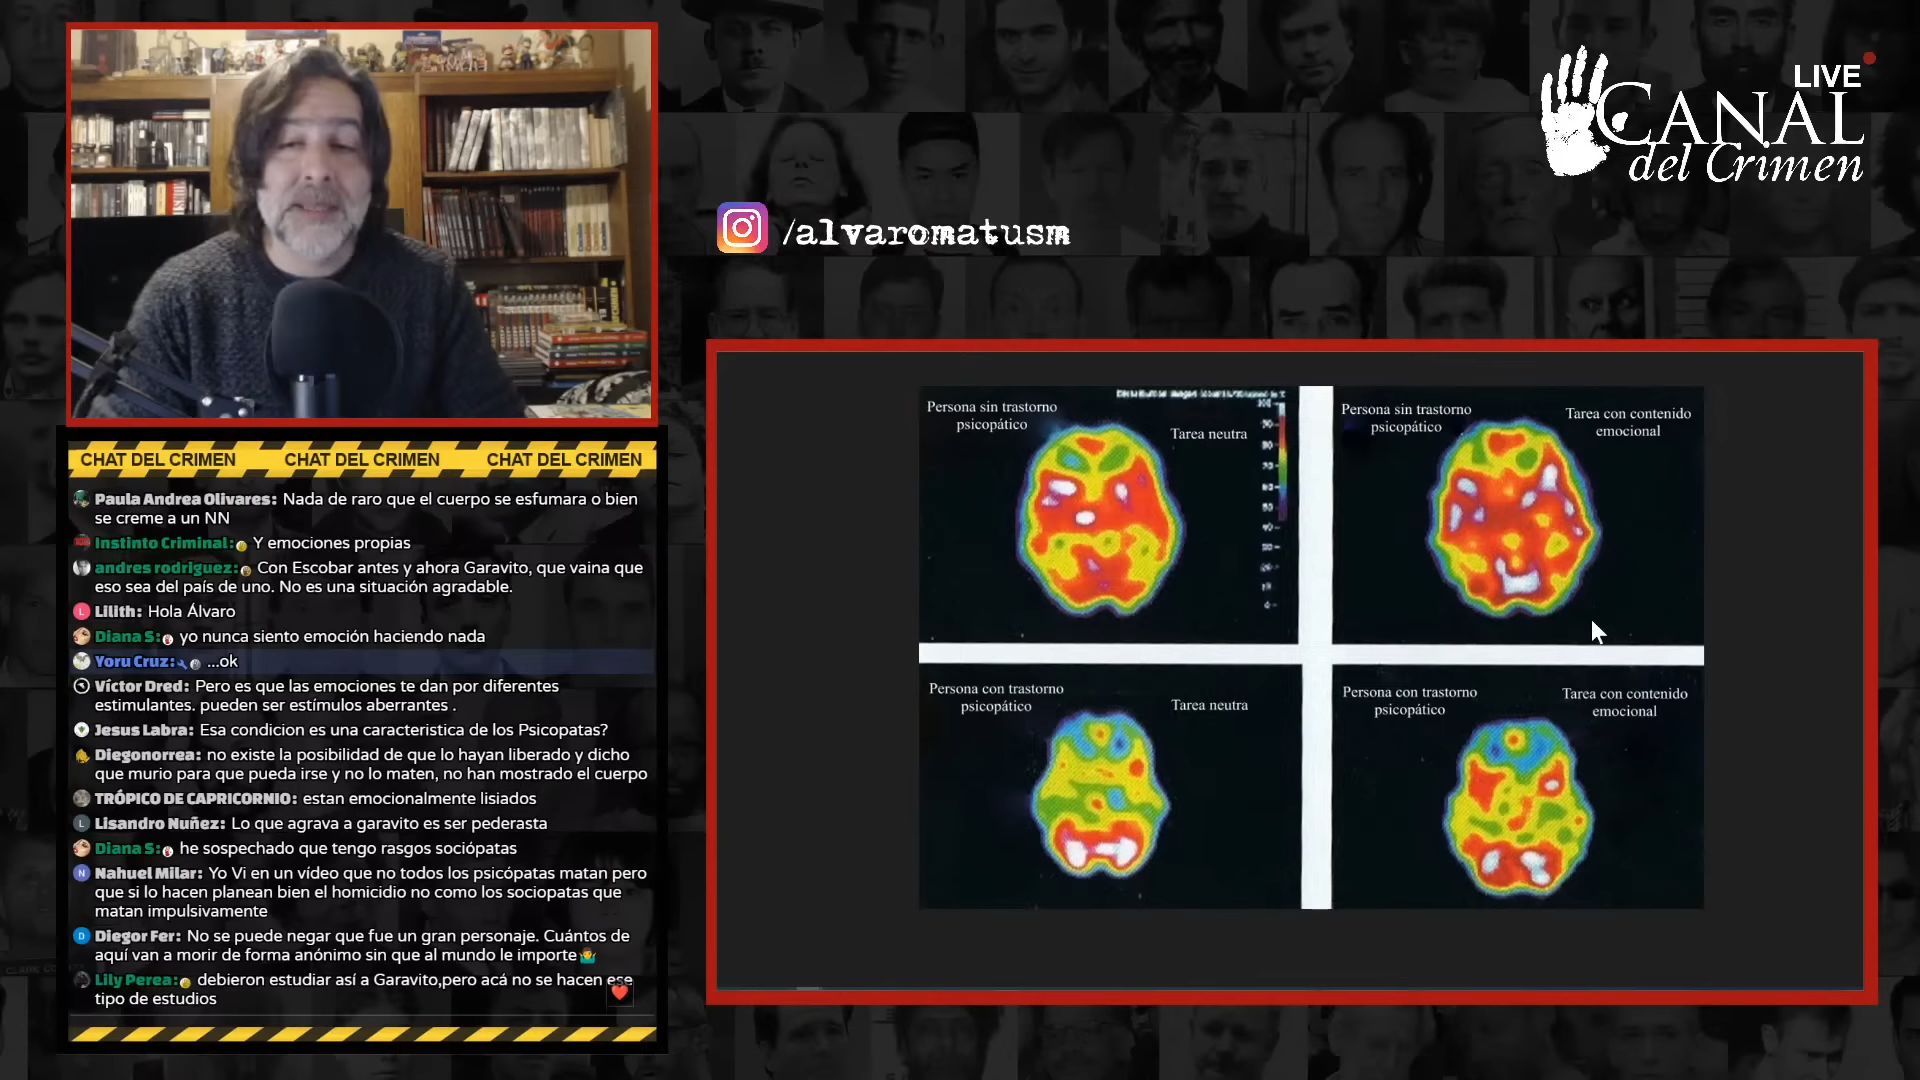 LIVE
CANAL
del Crimen
/alvaromatusm
CHAT DEL CRIMEN CHAT DEL CRIMEN CHAT DEL CRIMEN
Paula Andrea Olivares: Nada de raro que el cuerpo se esfumara o bien
se creme a un NN
Instinto Criminal: Y emociones propias
andres rodriguez: Con Escobar antes y ahora Garavito, que vaina que
eso sea del país de uno. No es una situación agradable.
L Lilith: Hola Álvaro
Diana S: yo nunca siento emoción haciendo nada
Yoru Cruz: ...ok
Víctor Dred: Pero es que las emociones te dan por diferentes
estimulantes. pueden ser estímulos aberrantes .
Jesus Labra: Esa condicion es una caracteristica de los Psicopatas?
Diegonorrea: no existe la posibilidad de que lo hayan liberado y dicho
que murio para que pueda irse y no lo maten, no han mostrado el cuerpo
TRÓPICO DE CAPRICORNIO: estan emocionalmente lisiados
L Lisandro Nuñez: Lo que agrava a garavito es ser pederasta
Diana S: he sospechado que tengo rasgos sociópatas
N Nahuel Milar: Yo Vi en un vídeo que no todos los psicópatas matan pero
que si lo hacen planean bien el homicidio no como los sociopatas que
matan impulsivamente
D Diegor Fer: No se puede negar que fue un gran personaje. Cuántos de
aquí van a morir de forma anónimo sin que al mundo le importe🤷‍♂️
Lily Perea: debieron estudiar así a Garavito,pero acá no se hacen ese
tipo de estudios
Persona sin trastorno
psicopático
Tarea neutra
Persona sin trastorno
psicopático
Tarea con contenido
emocional
Persona con trastorno
psicopático
Tarea neutra
Persona con trastorno
psicopático
Tarea con contenido
emocional